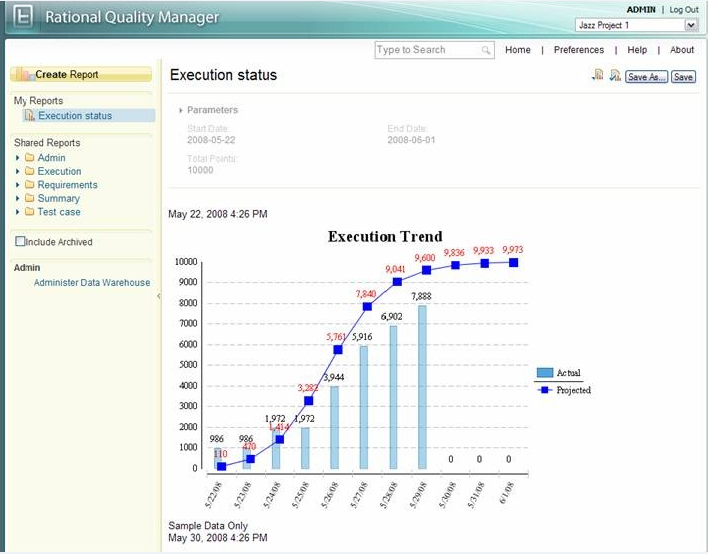 Rational Quality Manager
ADMIN | Log Out
Jazz Project 1
Type to Search
Home | Preferences | Help | About
Create Report
My Reports
Execution status
Shared Reports
Admin
Execution
Requirements
Summary
Test case
Include Archived
Admin
Administer Data Warehouse
Execution status
Save As...
Save
Parameters
Start Date:
2008-05-22
End Date:
2008-06-01
Total Points:
10000
May 22, 2008 4:26 PM
Execution Trend
10000
9000
8000
7000
6000
5000
4000
3000
2000
1000
0
986
110
986
470
1,972
1,414
1,972
3,282
3,944
5,761
5,916
7,840
6,902
9,041
7,888
9,600
0
9,836
0
9,933
0
9,973
5/22/08
5/23/08
5/24/08
5/25/08
5/26/08
5/27/08
5/28/08
5/29/08
5/30/08
5/31/08
6/1/08
Actual
Projected
Sample Data Only
May 30, 2008 4:26 PM